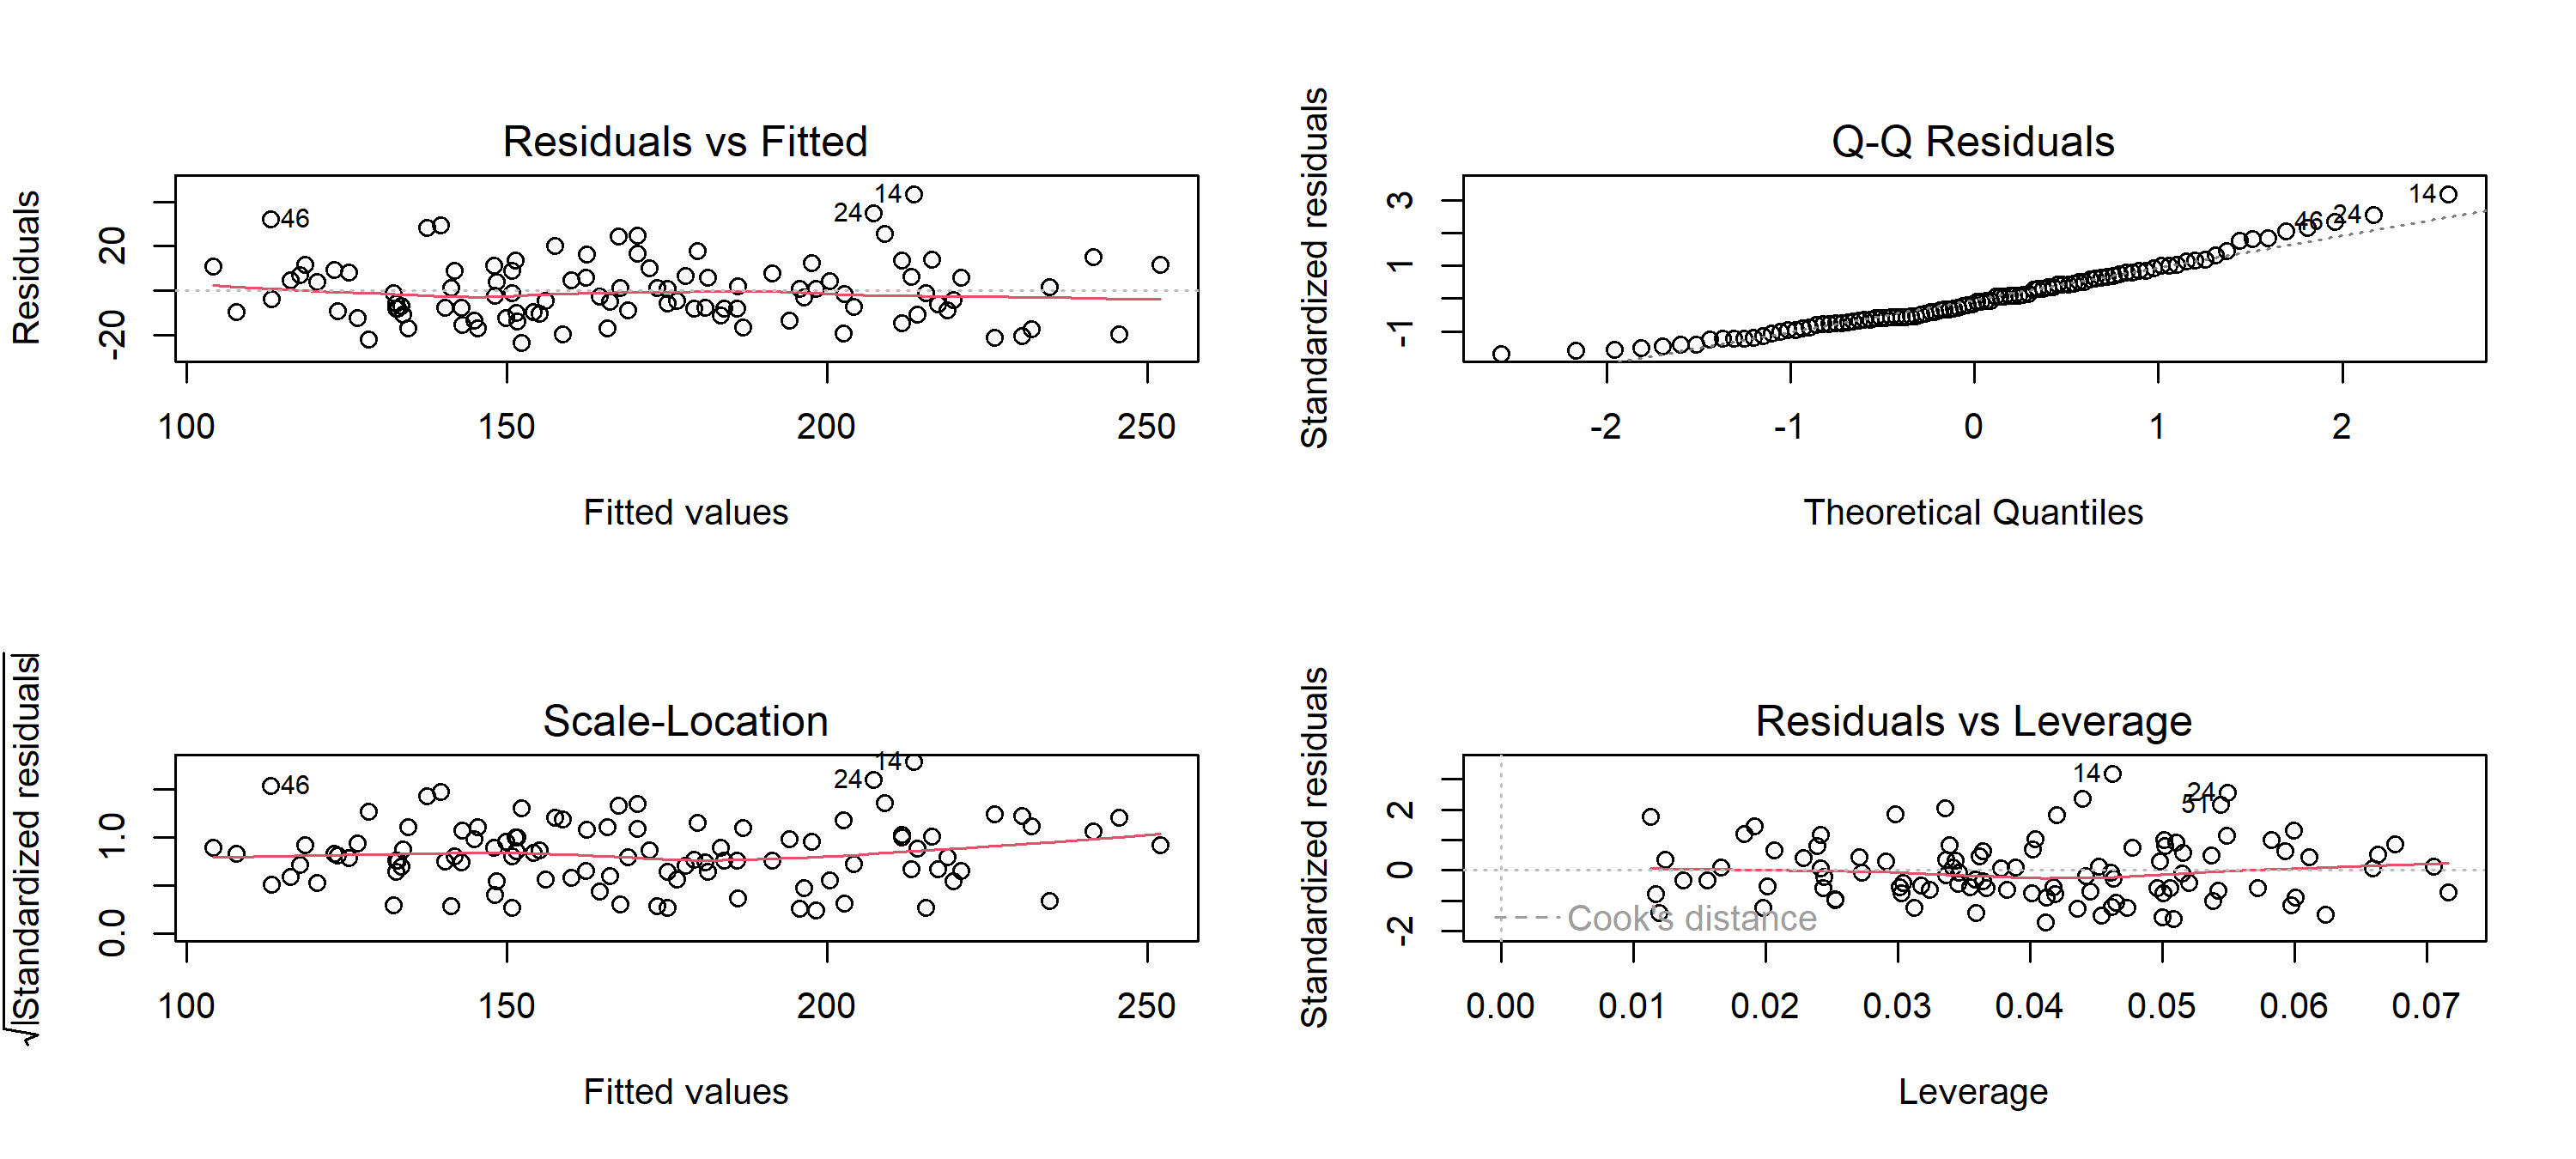 Residuals vs Fitted
Residuals
20
-20
46
24
14
100 150 200 250
Fitted values
Q-Q Residuals
Standardized residuals
3
1
-1
46
24
14
-2 -1 0 1 2
Theoretical Quantiles
Scale-Location
√|Standardized residuals|
1.0
0.0
46
24
14
100 150 200 250
Fitted values
Residuals vs Leverage
Standardized residuals
2
0
-2
14
24
51
Cook's distance
0.00 0.01 0.02 0.03 0.04 0.05 0.06 0.07
Leverage